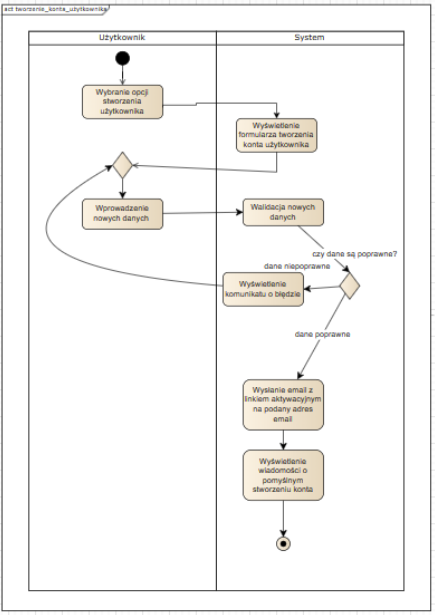 act tworzenie_konta_użytkownika
Użytkownik
System
Wybranie opcji
stworzenia
użytkownika
Wyświetlenie
formularza tworzenia
konta użytkownika
Wprowadzenie
nowych danych
Walidacja nowych
danych
czy dane są poprawne?
dane niepoprawne
Wyświetlenie
komunikatu o błędzie
dane poprawne
Wysłanie email z
linkiem aktywacyjnym
na podany adres
email
Wyświetlenie
wiadomości o
pomyślnym
stworzeniu konta